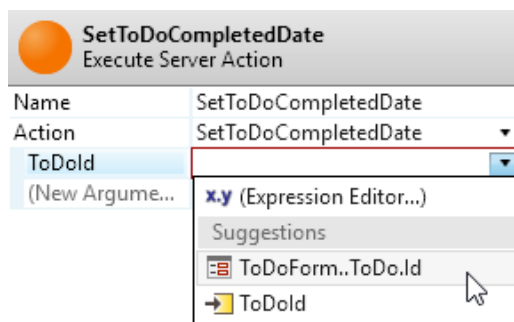 SetToDoCompletedDate
Execute Server Action
Name SetToDoCompletedDate
Action SetToDoCompletedDate
ToDoId
(New Argume... x.y (Expression Editor...)
Suggestions
ToDoForm..ToDo.Id
ToDoId